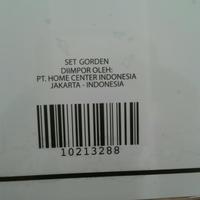 SET GORDEN
DIIMPOR OLEH:
PT. HOME CENTER INDONESIA
JAKARTA - INDONESIA
10213288